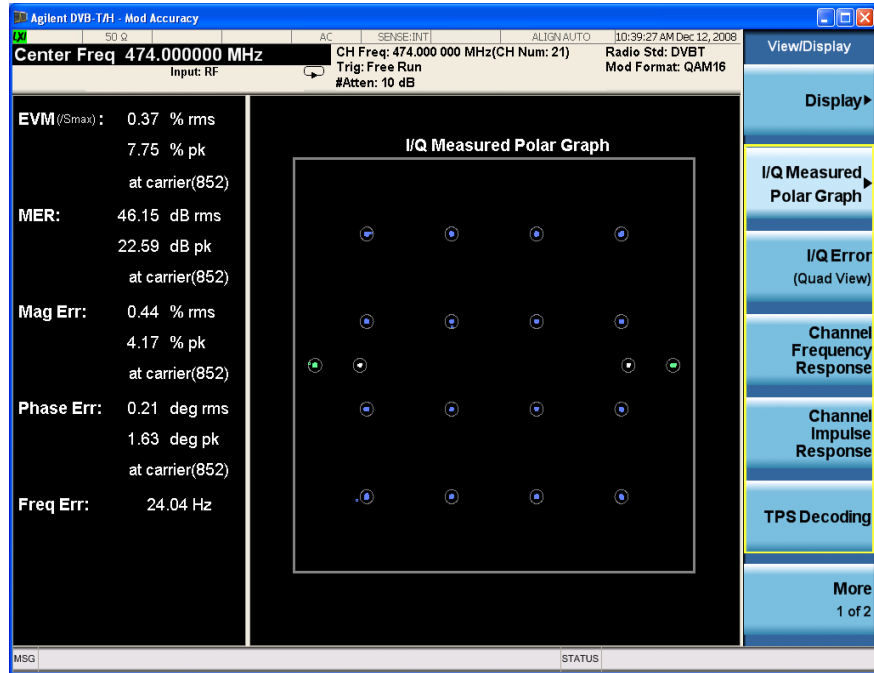 Agilent DVB-T/H - Mod Accuracy
LXI 50 Ω AC SENSE:INT ALIGN AUTO 10:39:27 AM Dec 12, 2008
Center Freq 474.000000 MHz
Input: RF
CH Freq: 474.000 000 MHz(CH Num: 21)
Trig: Free Run
#Atten: 10 dB
Radio Std: DVBT
Mod Format: QAM16
EVM(/Smax): 0.37 % rms
7.75 % pk
at carrier(852)
MER: 46.15 dB rms
22.59 dB pk
at carrier(852)
Mag Err: 0.44 % rms
4.17 % pk
at carrier(852)
Phase Err: 0.21 deg rms
1.63 deg pk
at carrier(852)
Freq Err: 24.04 Hz
I/Q Measured Polar Graph
View/Display
Display
I/Q Measured
Polar Graph
I/Q Error
(Quad View)
Channel
Frequency
Response
Channel
Impulse
Response
TPS Decoding
More
1 of 2
MSG STATUS